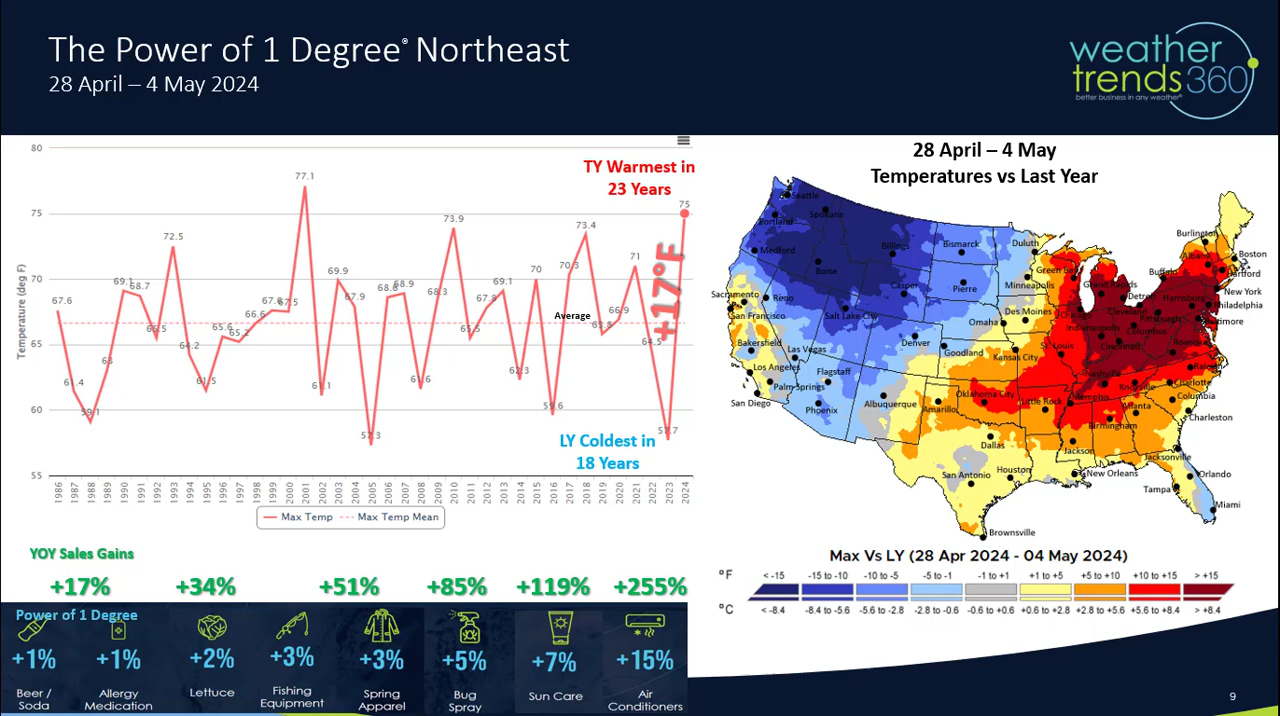 The Power of 1 Degree® Northeast
28 April – 4 May 2024
weather
trends360
better business in any weather®
80
75
70
65
60
55
Temperature (deg F)
TY Warmest in
23 Years
75
77.1
73.9
73.4
72.5
71
70
70.3
69.9
69.1
68.7
69.1
68.6
68.9
68.3
67.6
67.6
67.5
67.9
67.8
66.9
66.6
65.6
65.2
65.5
65.5
65.8
64.5
64.2
Average
+17°F
63
62.3
61.4
61.5
61.1
61.6
59.1
59.6
57.3
57.7
LY Coldest in
18 Years
1986 1987 1988 1989 1990 1991 1992 1993 1994 1995 1996 1997 1998 1999 2000 2001 2002 2003 2004 2005 2006 2007 2008 2009 2010 2011 2012 2013 2014 2015 2016 2017 2018 2019 2020 2021 2022 2023 2024
Max Temp Max Temp Mean
28 April – 4 May
Temperatures vs Last Year
Seattle
Spokane
Portland
Medford
Boise
Billings
Bismarck
Duluth
Burlington
Albany
Boston
Hartford
Green Bay
Buffalo
Grand Rapids
Minneapolis
Casper
Pierre
Detroit
New York
Sacramento
Reno
San Francisco
Salt Lake City
Omaha
Des Moines
Chicago
Cleveland
Harrisburg
Philadelphia
Pittsburgh
Baltimore
Indianapolis
Columbus
Bakersfield
Las Vegas
Denver
Goodland
Kansas City
St. Louis
Cincinnati
Roanoke
Los Angeles
Flagstaff
Nashville
Raleigh
Palm Springs
Knoxville
Charlotte
San Diego
Phoenix
Albuquerque
Amarillo
Oklahoma City
Little Rock
Memphis
Atlanta
Columbia
Birmingham
Charleston
Dallas
Jackson
Jacksonville
San Antonio
Houston
New Orleans
Orlando
Tampa
Miami
Brownsville
Max Vs LY (28 Apr 2024 - 04 May 2024)
°F < -15 -15 to -10 -10 to -5 -5 to -1 -1 to +1 +1 to +5 +5 to +10 +10 to +15 > +15
°C < -8.4 -8.4 to -5.6 -5.6 to -2.8 -2.8 to -0.6 -0.6 to +0.6 +0.6 to +2.8 +2.8 to +5.6 +5.6 to +8.4 > +8.4
YOY Sales Gains
+17% +34% +51% +85% +119% +255%
Power of 1 Degree
+1% +1% +2% +3% +3% +5% +7% +15%
Beer / Soda
Allergy Medication
Lettuce
Fishing Equipment
Spring Apparel
Bug Spray
Sun Care
Air Conditioners
9